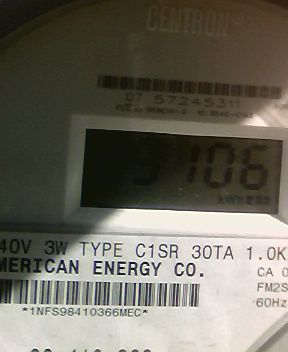 CENTRON
07 57245311
106
kWh
40V 3W TYPE C1SR 30TA 1.0K
MERICAN ENERGY CO.
CA 0
FM2S
*1NFS98410366MEC*
60Hz